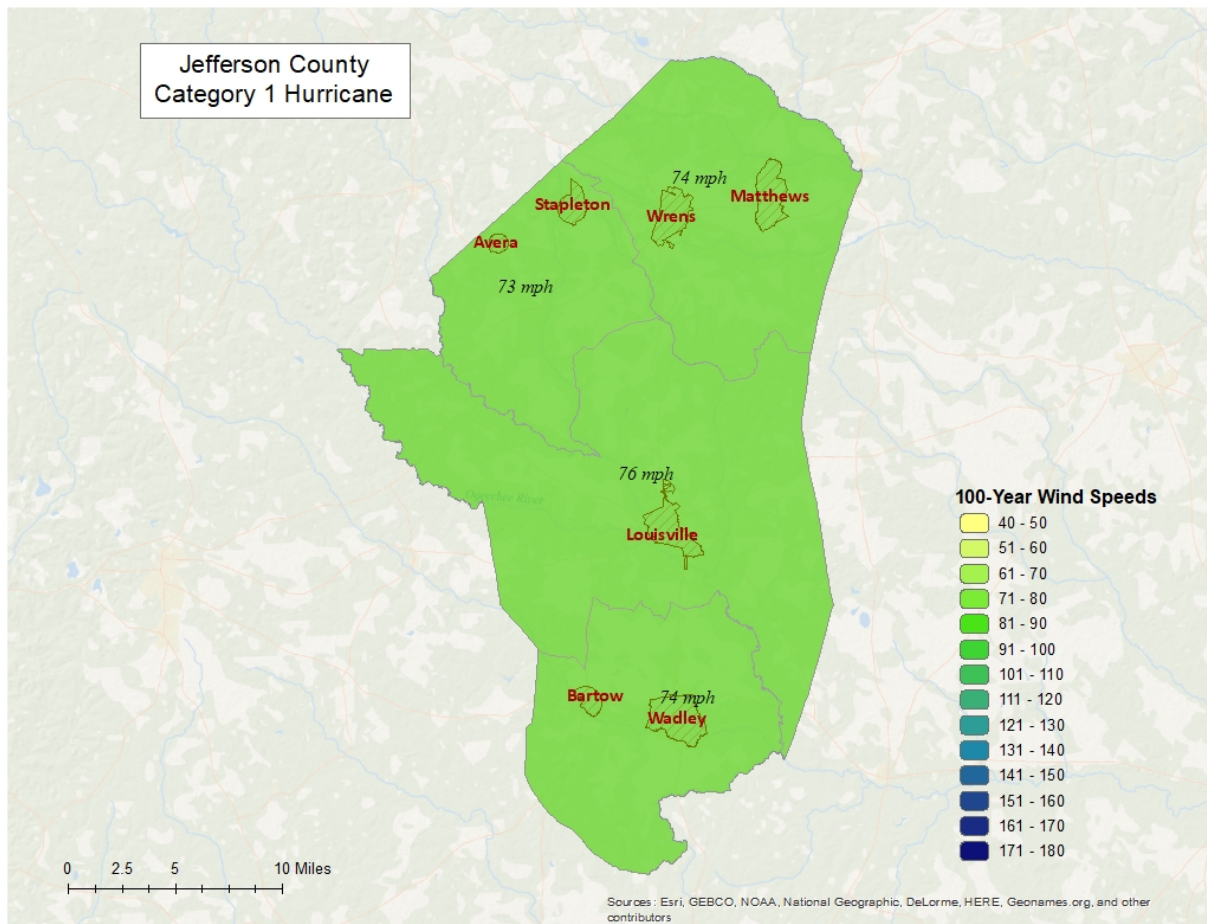 Jefferson County
Category 1 Hurricane
74 mph
Matthews
Stapleton
Wrens
Avera
73 mph
76 mph
Ogeechee River
Louisville
Bartow
74 mph
Wadley
100-Year Wind Speeds
40 - 50
51 - 60
61 - 70
71 - 80
81 - 90
91 - 100
101 - 110
111 - 120
121 - 130
131 - 140
141 - 150
151 - 160
161 - 170
171 - 180
0 2.5 5 10 Miles
Sources: Esri, GEBCO, NOAA, National Geographic, DeLorme, HERE, Geonames.org, and other
contributors